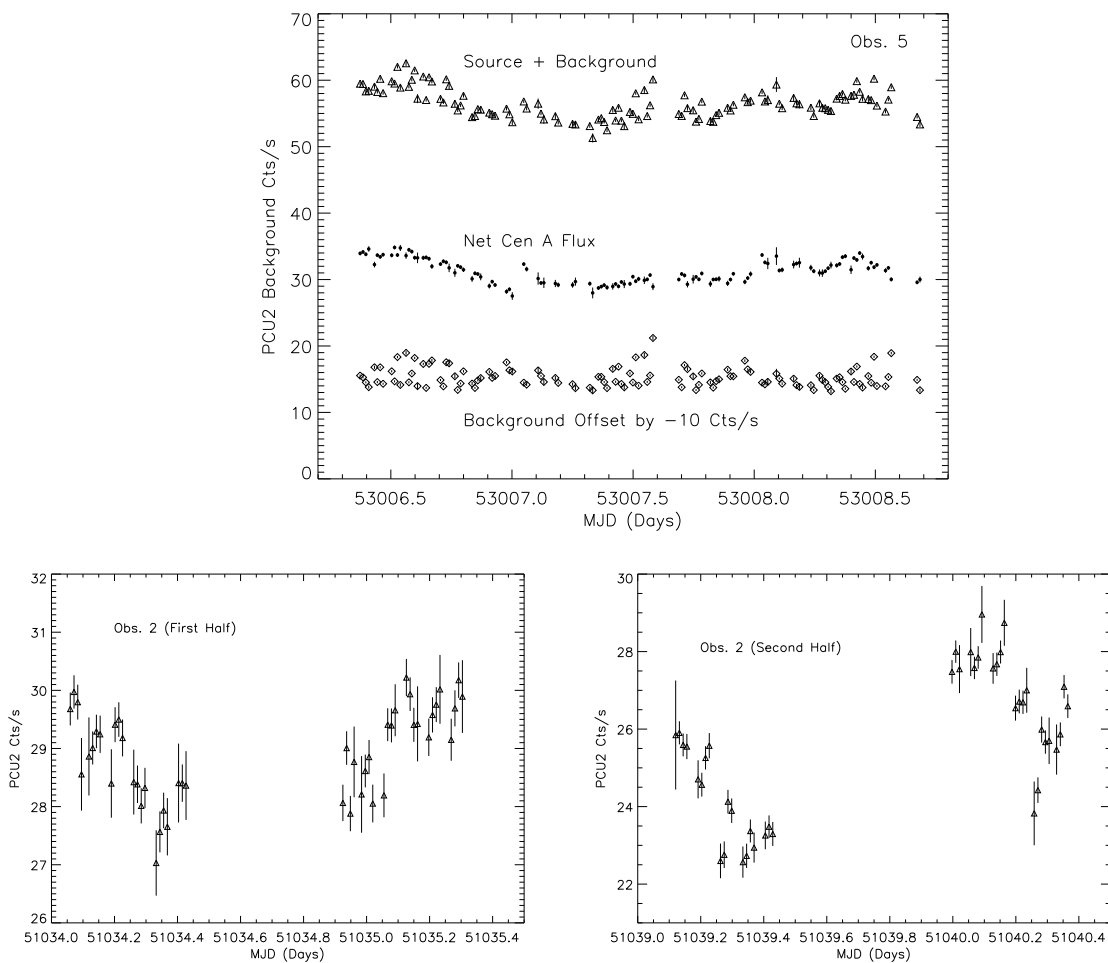 70
60
50
40
30
20
10
0
PCU2 Background Cts/s
Obs. 5
Source + Background
Net Cen A Flux
Background Offset by −10 Cts/s
53006.5 53007.0 53007.5 53008.0 53008.5
MJD (Days)
32
31
30
29
28
27
26
PCU2 Cts/s
Obs. 2 (First Half)
51034.0 51034.2 51034.4 51034.6 51034.8 51035.0 51035.2 51035.4
MJD (Days)
30
28
26
24
22
PCU2 Cts/s
Obs. 2 (Second Half)
51039.0 51039.2 51039.4 51039.6 51039.8 51040.0 51040.2 51040.4
MJD (Days)